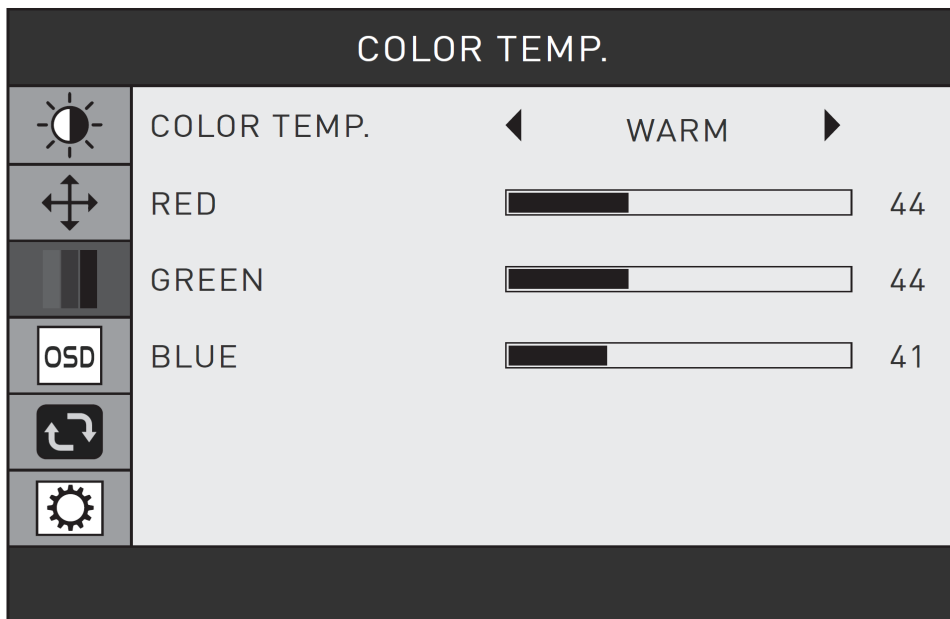 COLOR TEMP.
COLOR TEMP. WARM
RED 44
GREEN 44
OSD BLUE 41